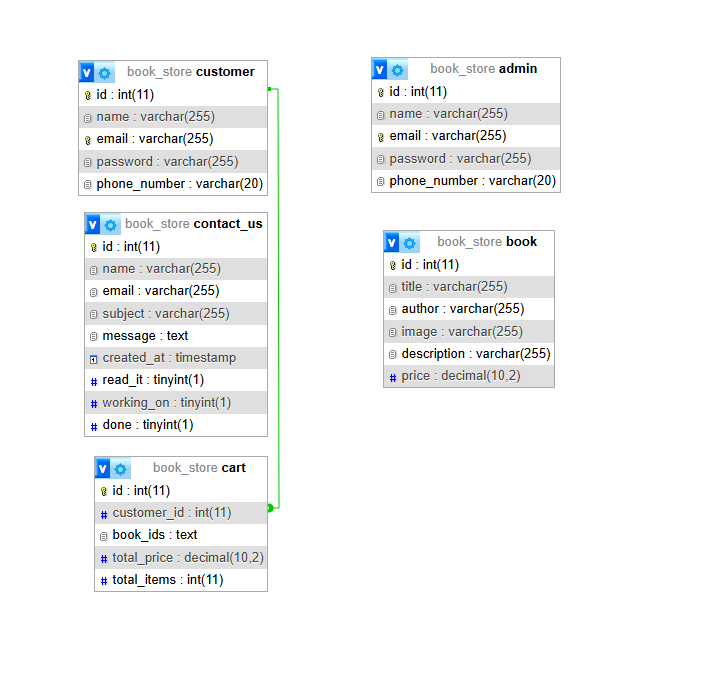 book_store customer
id : int(11)
name : varchar(255)
email : varchar(255)
password : varchar(255)
phone_number : varchar(20)
book_store admin
id : int(11)
name : varchar(255)
email : varchar(255)
password : varchar(255)
phone_number : varchar(20)
book_store contact_us
id : int(11)
name : varchar(255)
email : varchar(255)
subject : varchar(255)
message : text
created_at : timestamp
read_it : tinyint(1)
working_on : tinyint(1)
done : tinyint(1)
book_store book
id : int(11)
title : varchar(255)
author : varchar(255)
image : varchar(255)
description : varchar(255)
price : decimal(10,2)
book_store cart
id : int(11)
customer_id : int(11)
book_ids : text
total_price : decimal(10,2)
total_items : int(11)